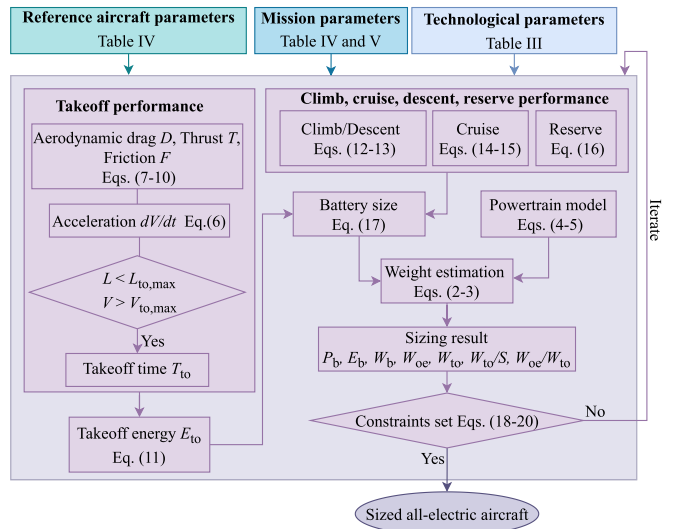 Reference aircraft parameters
Table IV
Mission parameters
Table IV and V
Technological parameters
Table III
Takeoff performance
Aerodynamic drag D, Thrust T,
Friction F
Eqs. (7-10)
Acceleration dV/dt Eq.(6)
L < Lto,max
V > Vto,max
Yes
Takeoff time Tto
Takeoff energy Eto
Eq. (11)
Climb, cruise, descent, reserve performance
Climb/Descent
Eqs. (12-13)
Cruise
Eqs. (14-15)
Reserve
Eq. (16)
Battery size
Eq. (17)
Powertrain model
Eqs. (4-5)
Weight estimation
Eqs. (2-3)
Sizing result
Pb, Eb, Wb, Woe, Wto, Wto/S, Woe/Wto
Constraints set Eqs. (18-20)
No
Iterate
Yes
Sized all-electric aircraft